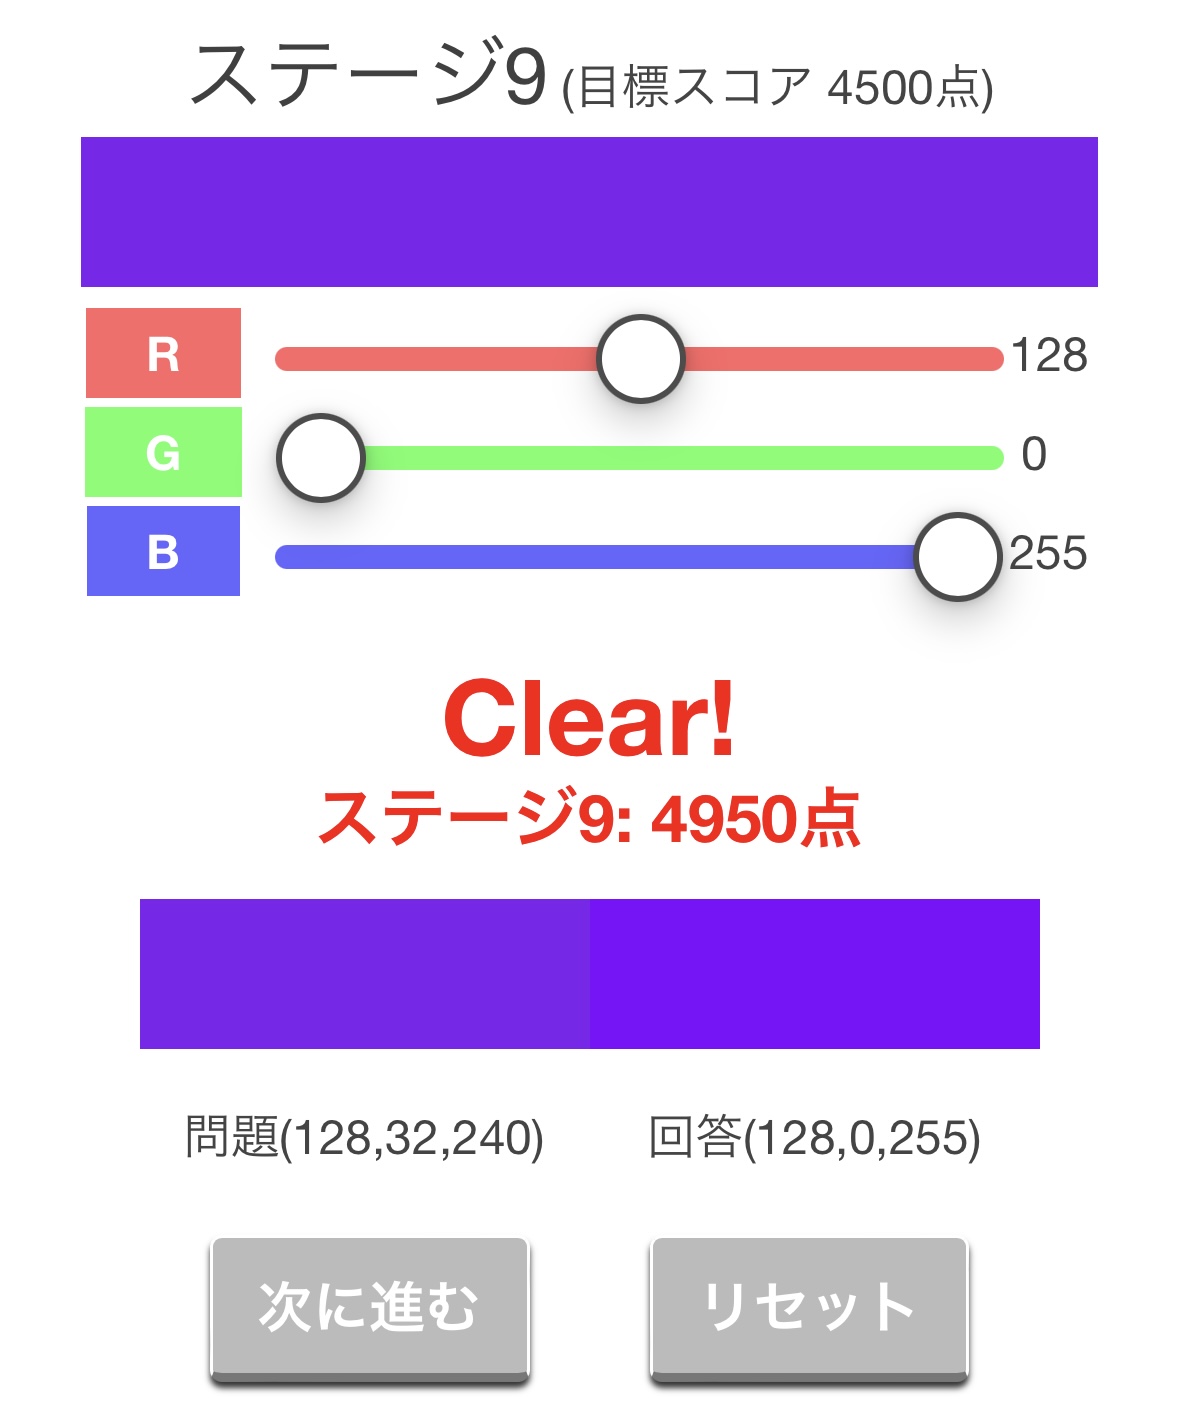 ステージ9 (目標スコア 4500点)
R 128
G 0
B 255
Clear!
ステージ9: 4950点
問題(128,32,240) 回答(128,0,255)
次に進む リセット